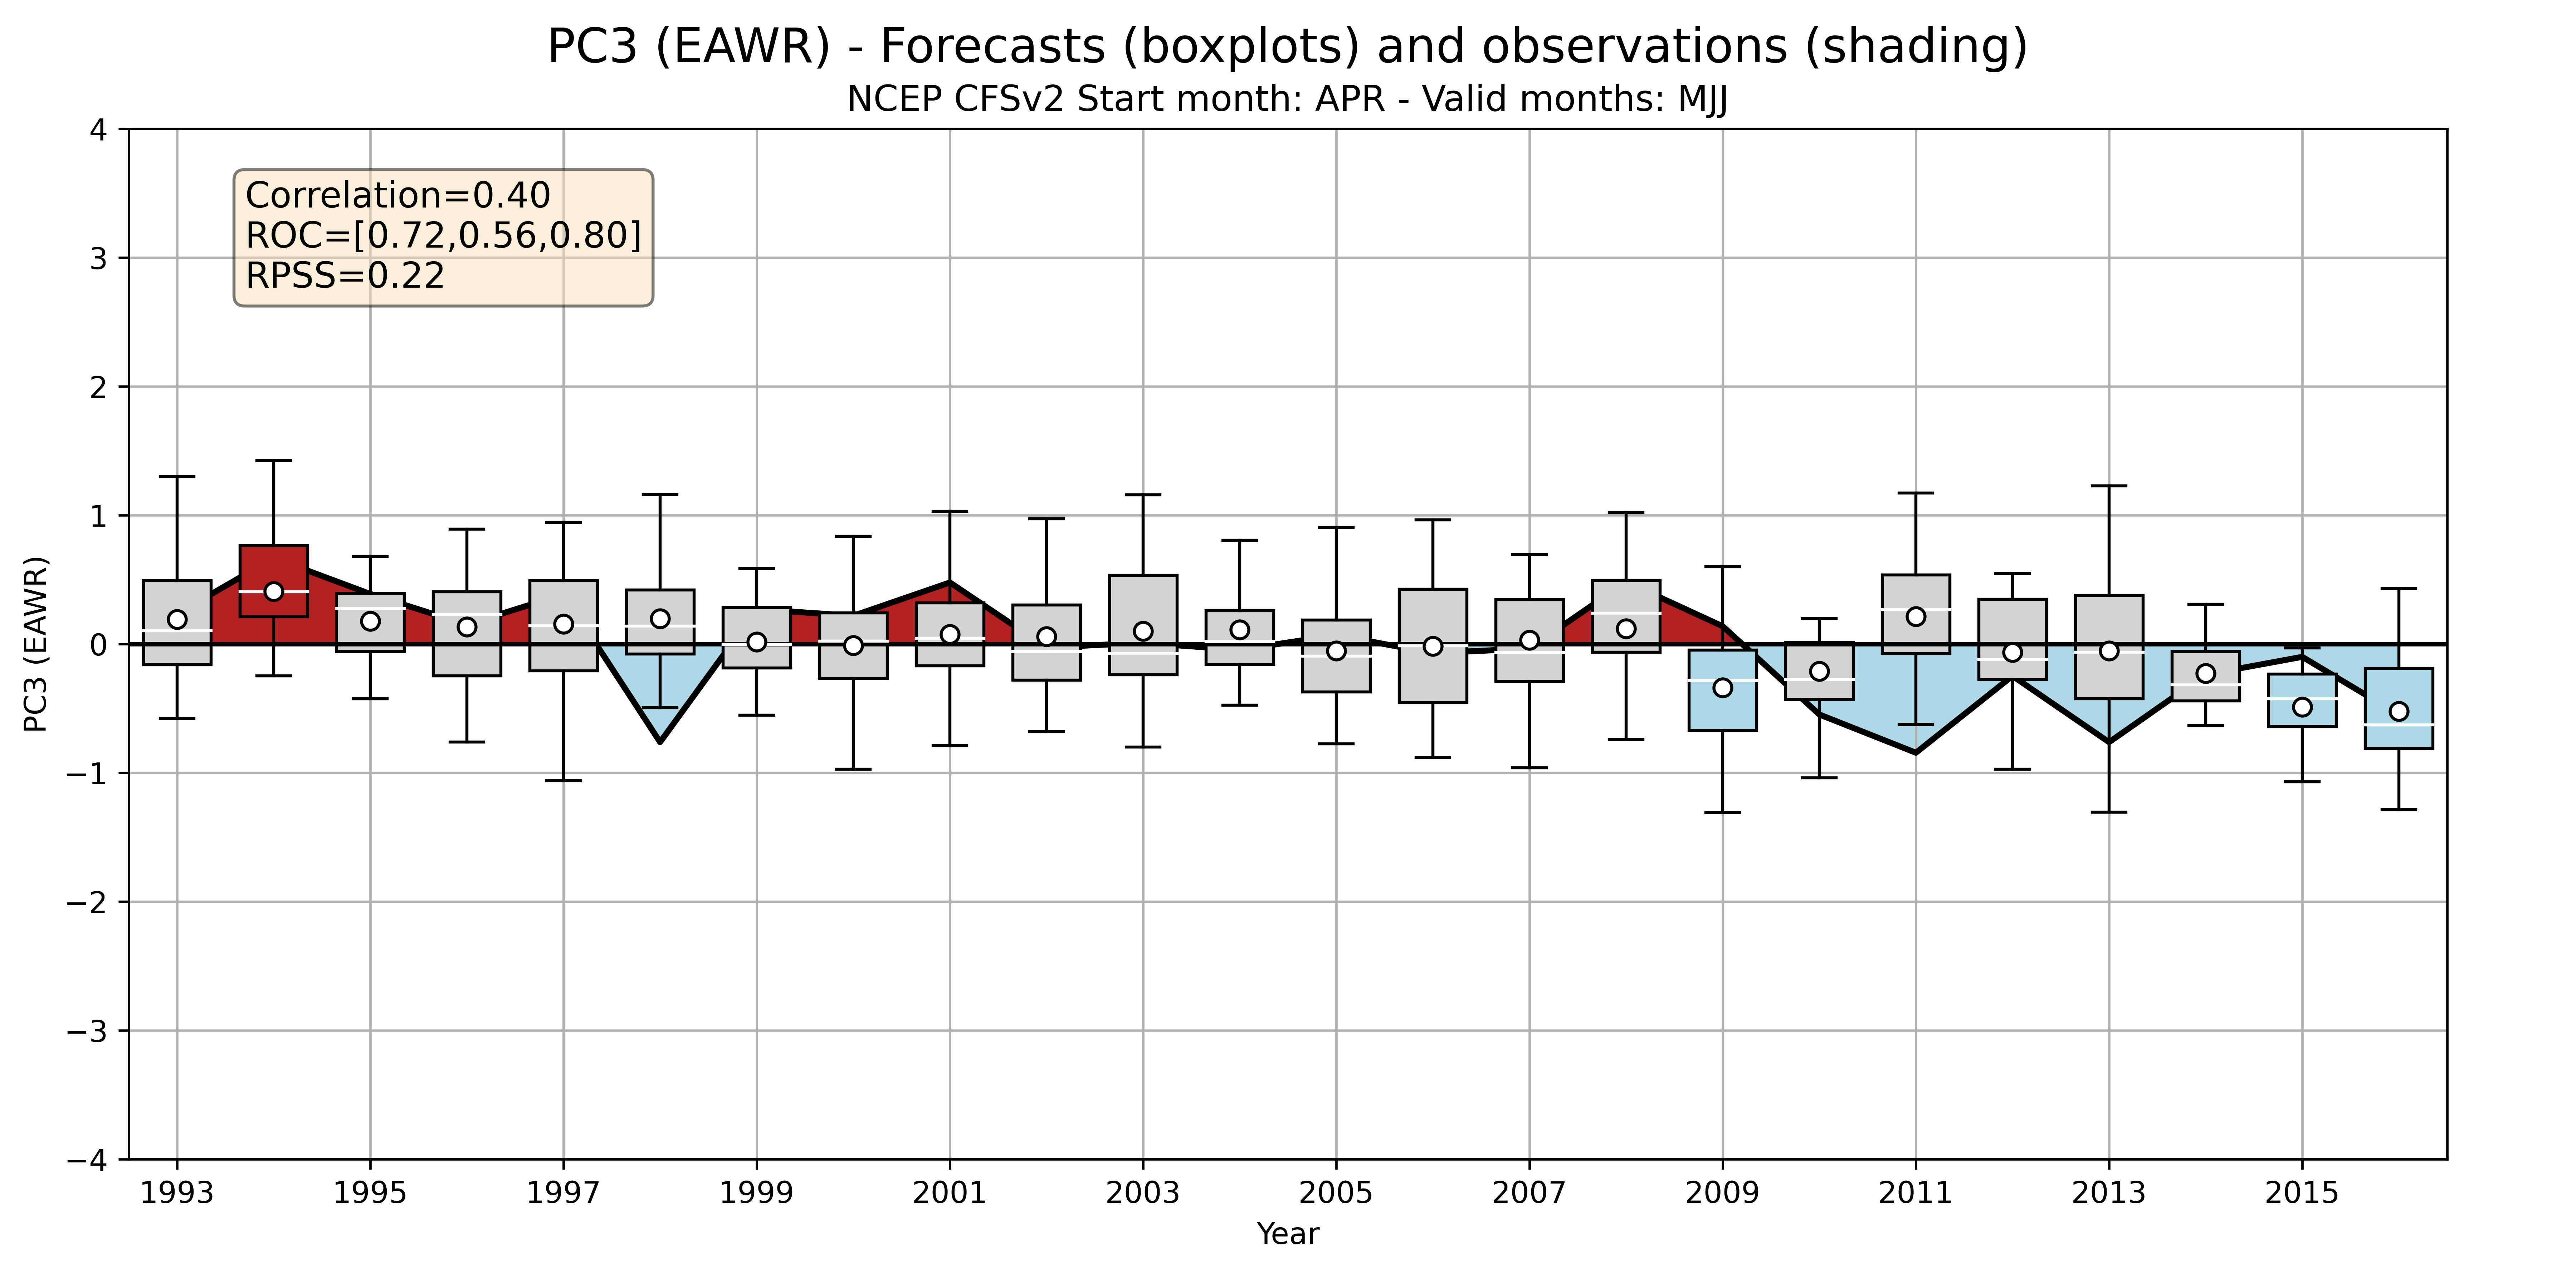 PC3 (EAWR) - Forecasts (boxplots) and observations (shading)
NCEP CFSv2 Start month: APR - Valid months: MJJ
Correlation=0.40
ROC=[0.72,0.56,0.80]
RPSS=0.22
PC3 (EAWR)
4
3
2
1
0
−1
−2
−3
−4
1993 1995 1997 1999 2001 2003 2005 2007 2009 2011 2013 2015
Year